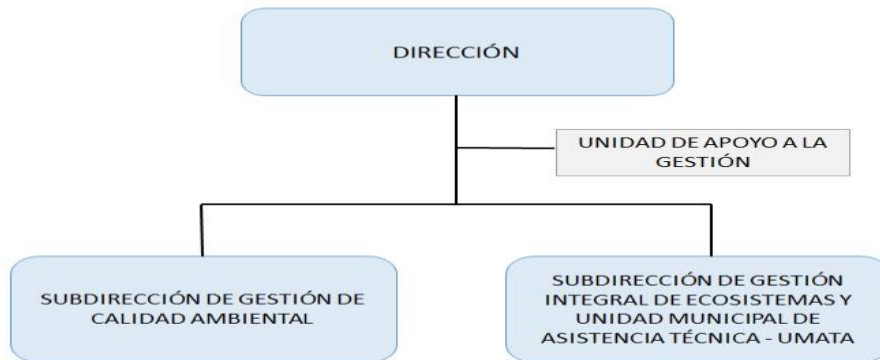 DIRECCIÓN
UNIDAD DE APOYO A LA
GESTIÓN
SUBDIRECCIÓN DE GESTIÓN DE
CALIDAD AMBIENTAL
SUBDIRECCIÓN DE GESTIÓN
INTEGRAL DE ECOSISTEMAS Y
UNIDAD MUNICIPAL DE
ASISTENCIA TÉCNICA - UMATA